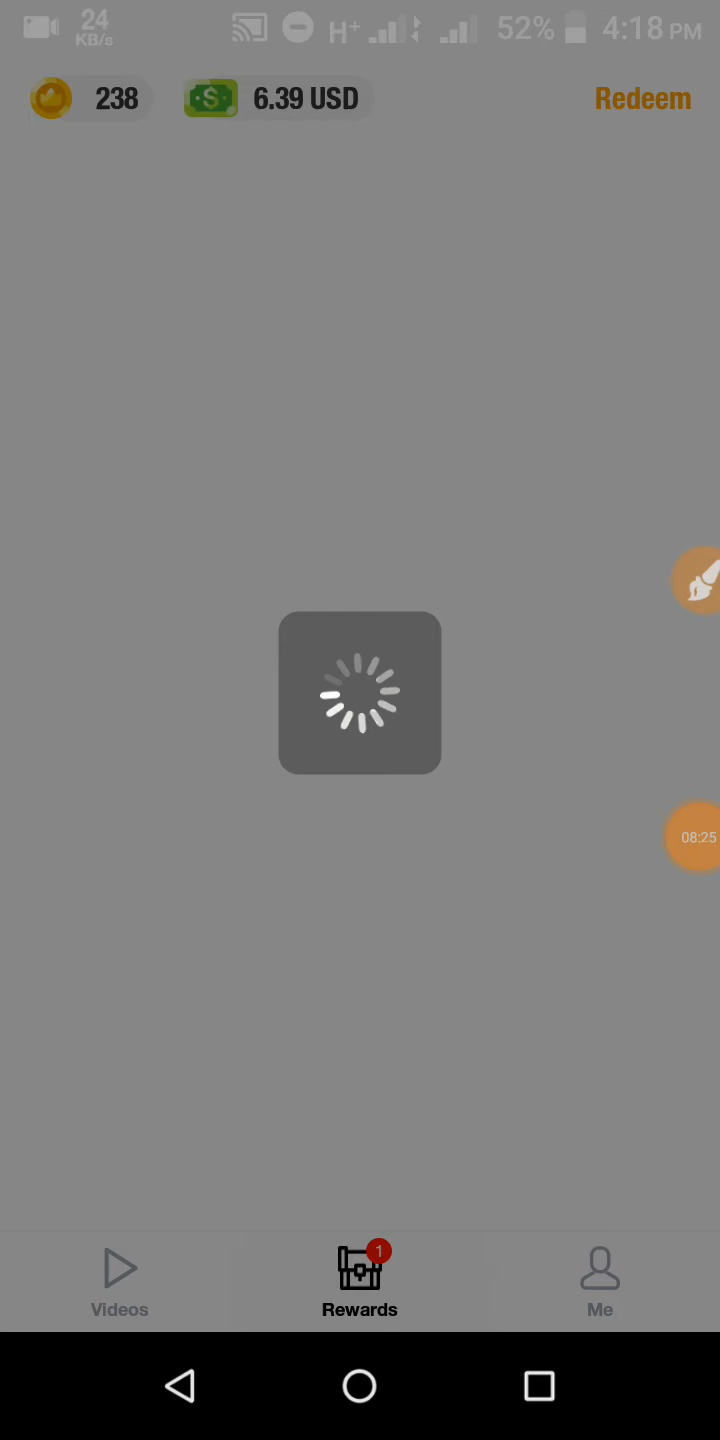 24
KB/s
H+
52%
4:18 PM
238
6.39 USD
Redeem
08:25
1
Videos
Rewards
Me